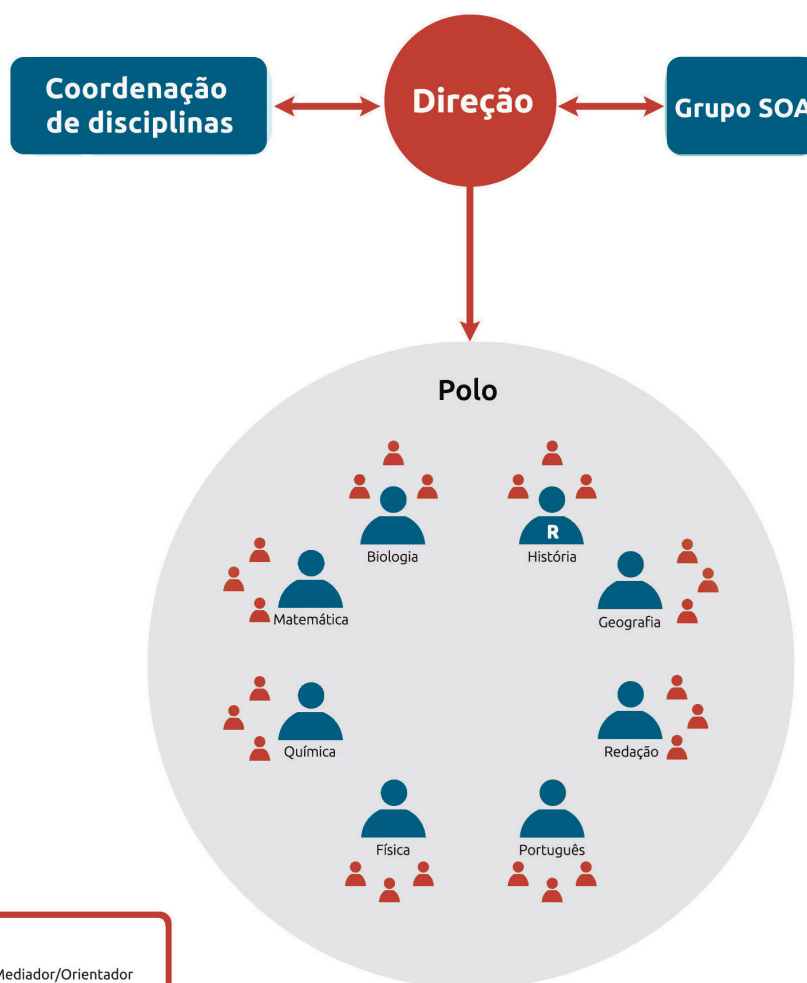 Coordenação
de disciplinas
Direção
Grupo SOA
Polo
Biologia
R
História
Matemática
Geografia
Química
Redação
Física
Português
Mediador/Orientador